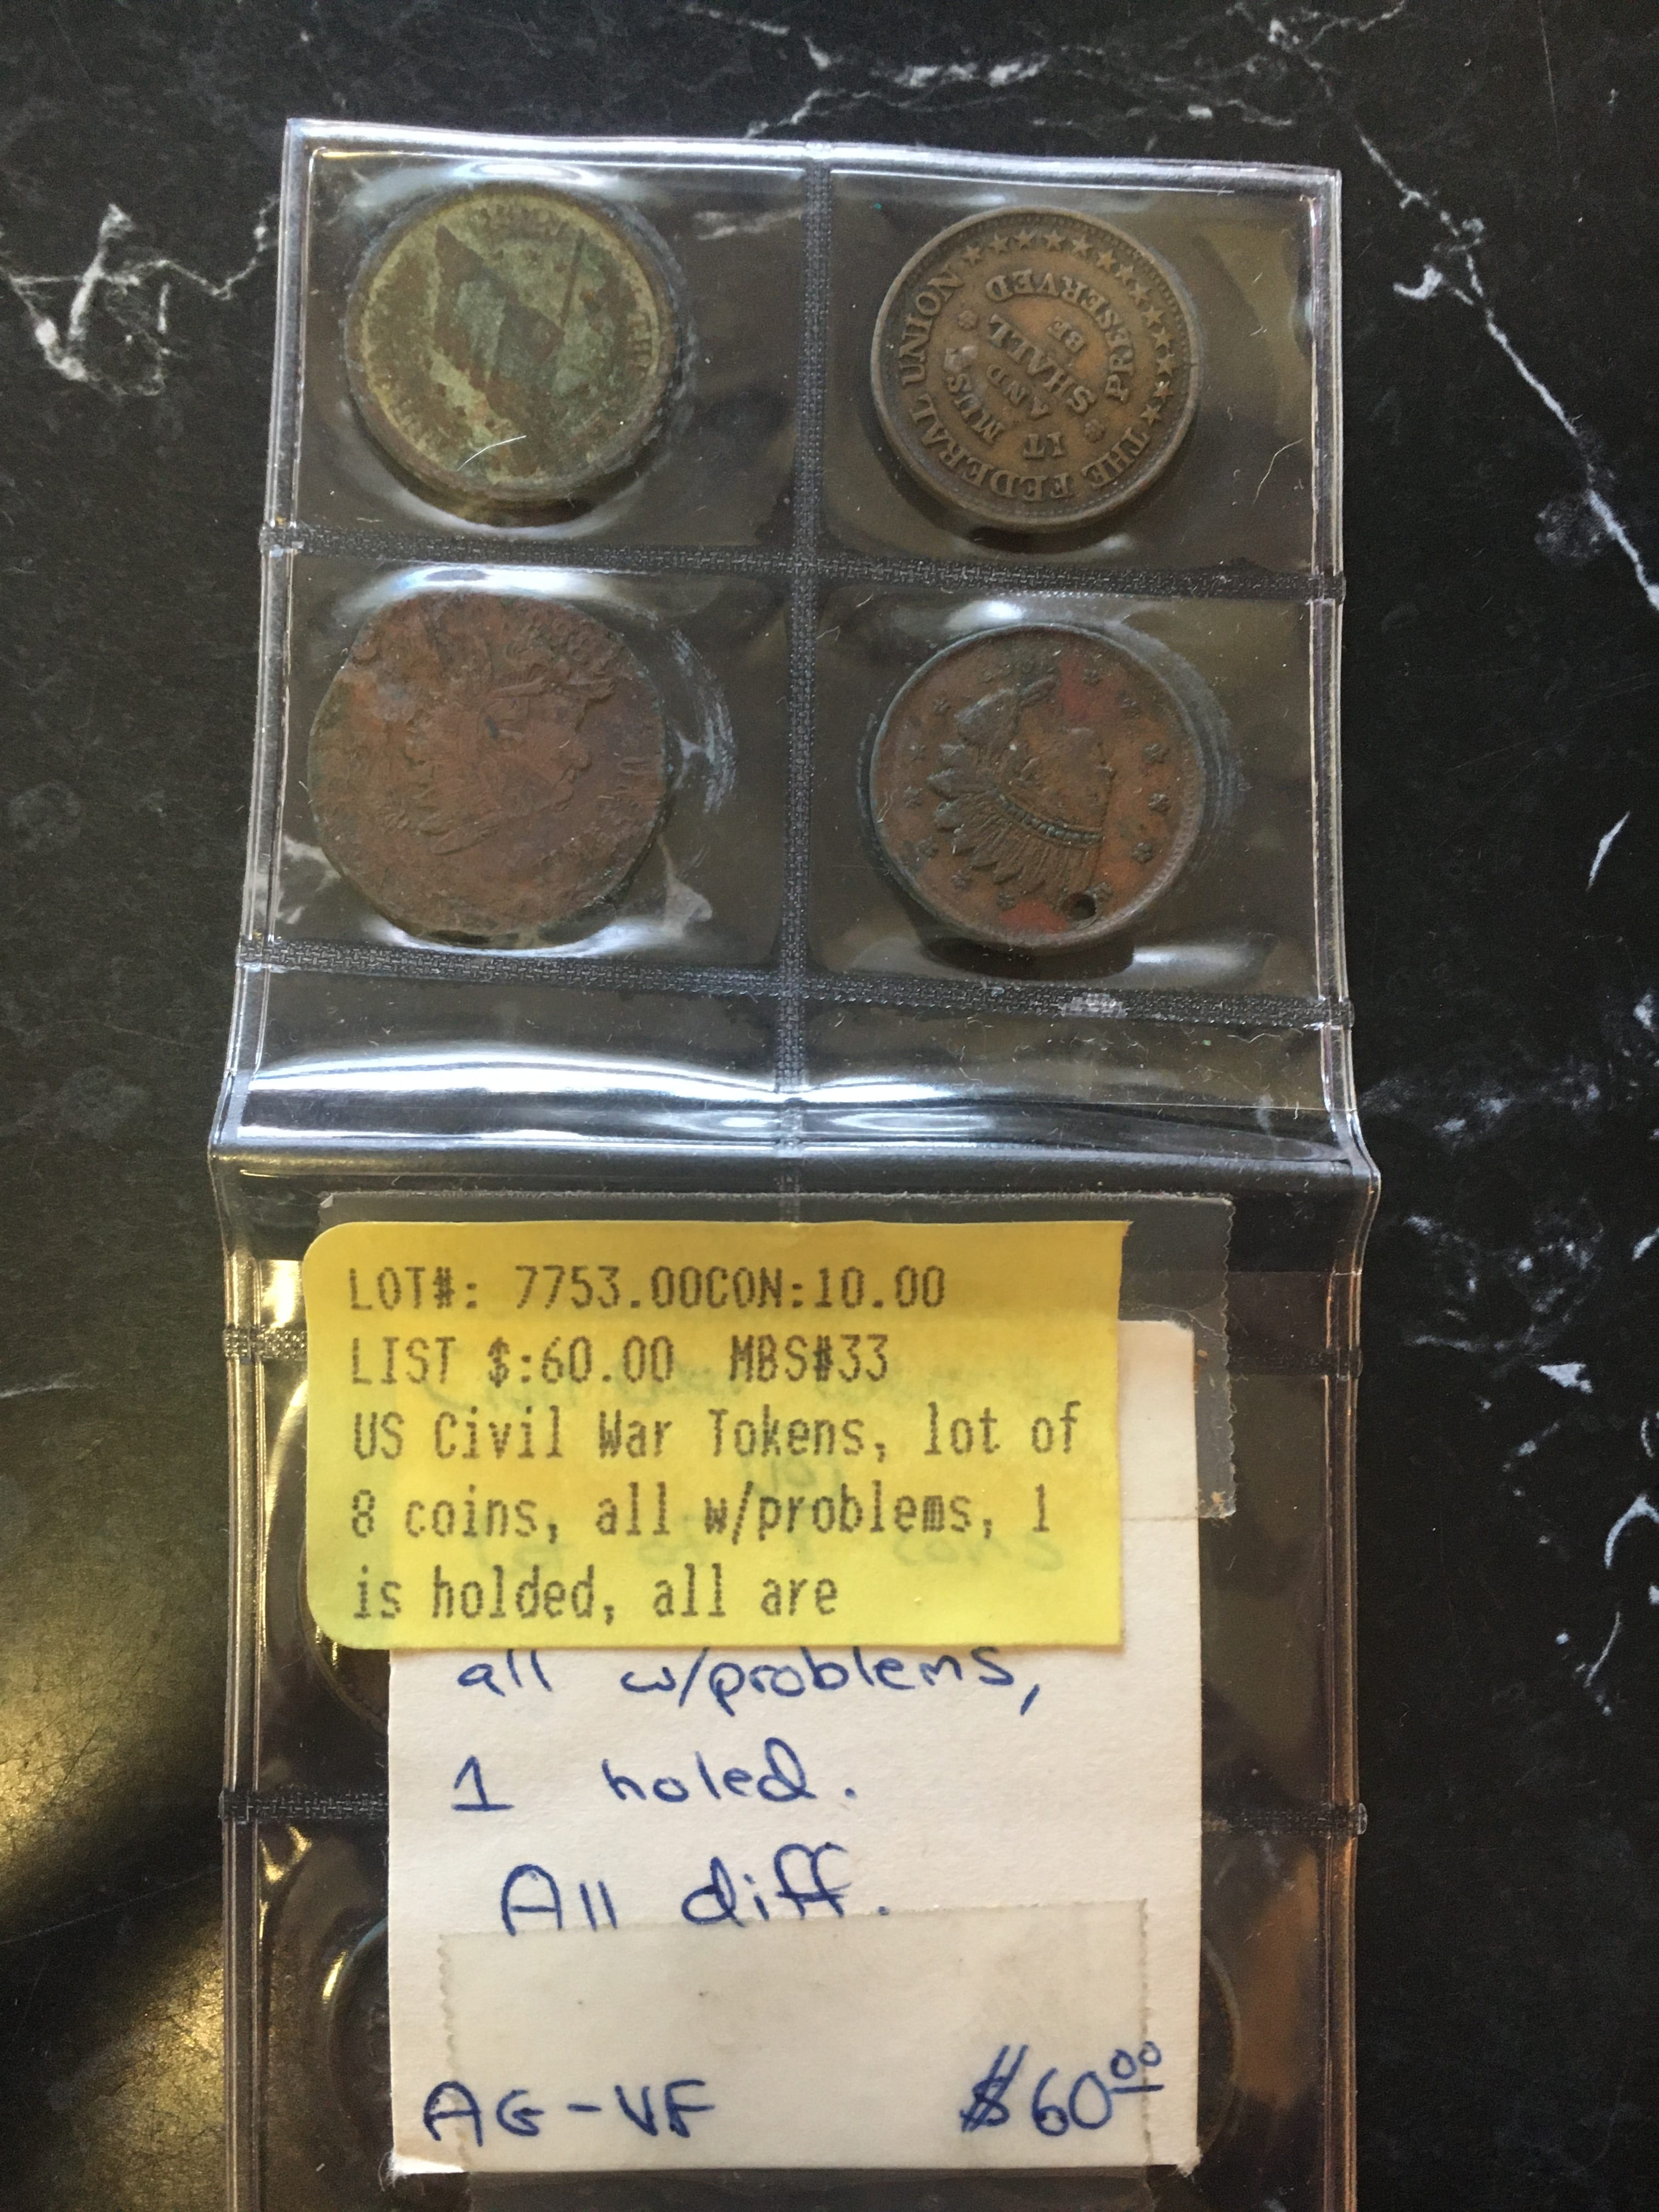 THE FEDERAL UNION
IT
MUST
AND
SHALL
BE
PRESERVED
LOT#: 7753.00CON:10.00
LIST $:60.00 MBS#33
US Civil War Tokens, lot of
8 coins, all w/problems, 1
is holded, all are
all w/problems,
1 holed.
All diff.
AG-VF $60.00